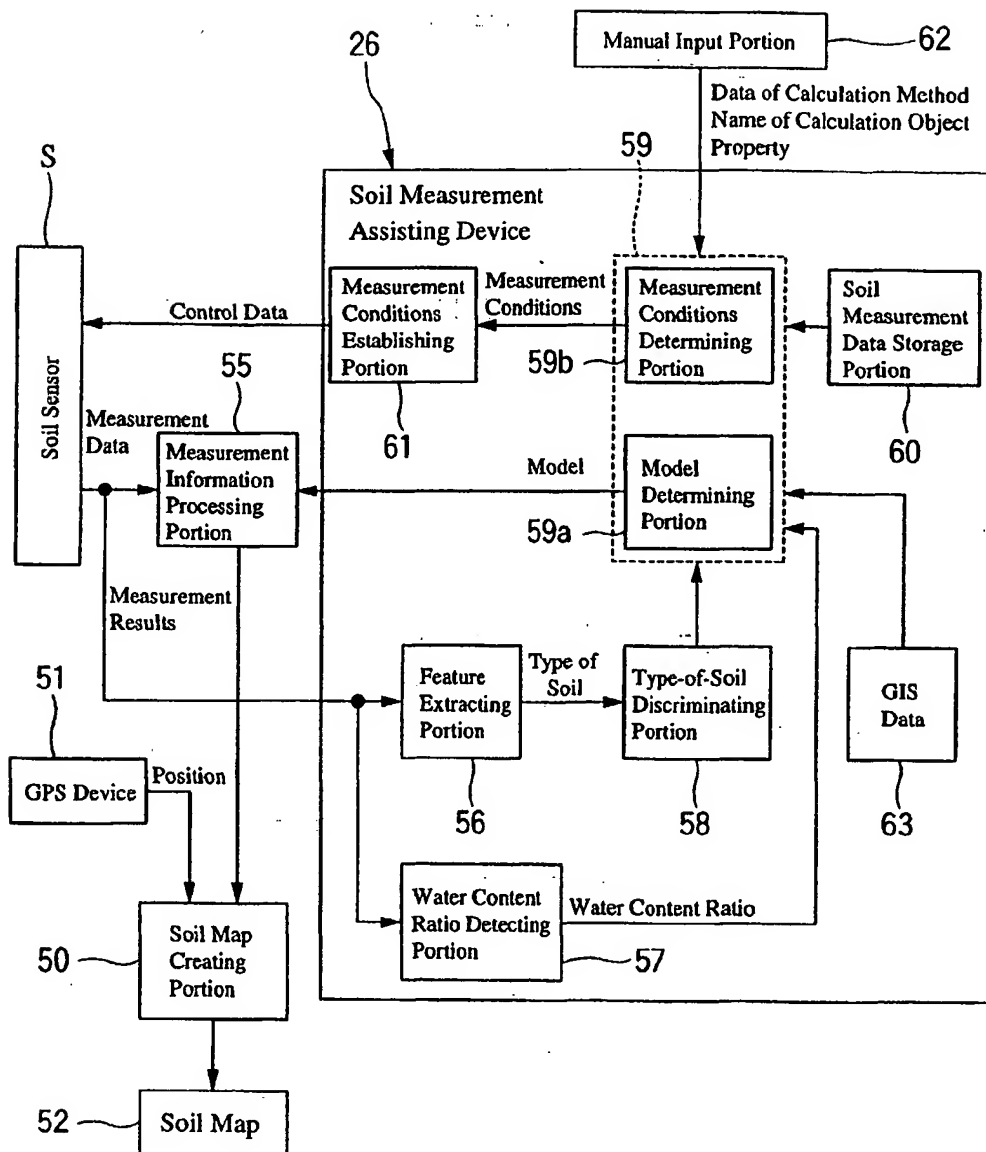 26
Manual Input Portion
62
Data of Calculation Method
Name of Calculation Object
Property
59
S
Soil Measurement
Assisting Device
Soil Sensor
Control Data
Measurement
Conditions
Establishing
Portion
61
Measurement
Conditions
Measurement
Conditions
Determining
Portion
59b
Soil
Measurement
Data Storage
Portion
60
55
Measurement
Data
Measurement
Information
Processing
Portion
Model
Model
Determining
Portion
59a
Measurement
Results
51
GPS Device
Position
Feature
Extracting
Portion
56
Type of
Soil
Type-of-Soil
Discriminating
Portion
58
GIS
Data
63
Water Content
Ratio Detecting
Portion
57
Water Content Ratio
50
Soil Map
Creating
Portion
52
Soil Map